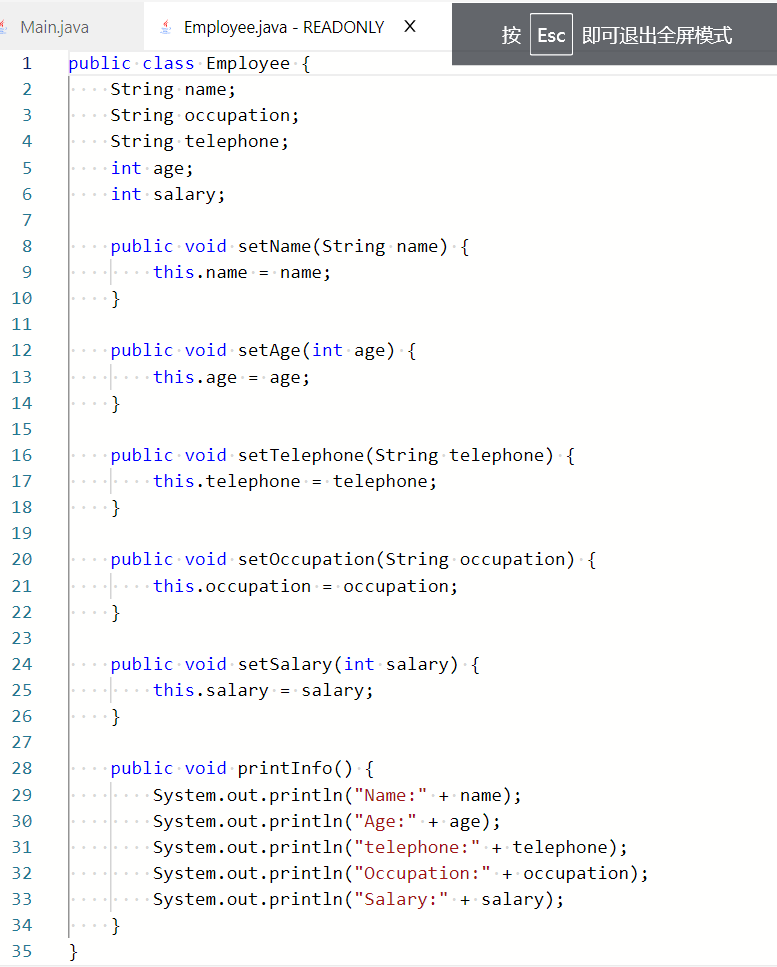 Main.java Employee.java - READONLY X 按 Esc 即可退出全屏模式
1 public class Employee {
2     String name;
3     String occupation;
4     String telephone;
5     int age;
6     int salary;
7
8     public void setName(String name) {
9         this.name = name;
10     }
11
12     public void setAge(int age) {
13         this.age = age;
14     }
15
16     public void setTelephone(String telephone) {
17         this.telephone = telephone;
18     }
19
20     public void setOccupation(String occupation) {
21         this.occupation = occupation;
22     }
23
24     public void setSalary(int salary) {
25         this.salary = salary;
26     }
27
28     public void printInfo() {
29         System.out.println("Name:" + name);
30         System.out.println("Age:" + age);
31         System.out.println("telephone:" + telephone);
32         System.out.println("Occupation:" + occupation);
33         System.out.println("Salary:" + salary);
34     }
35 }